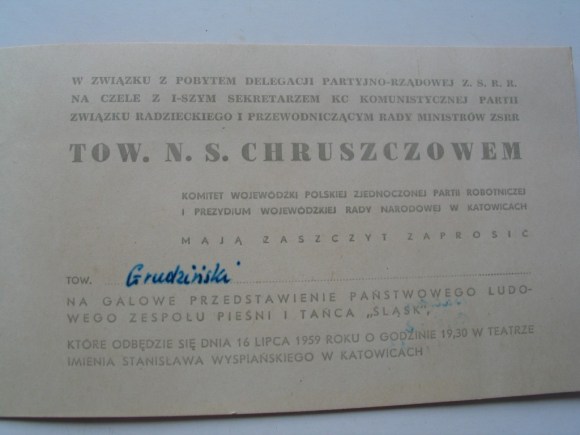 W ZWIĄZKU Z POBYTEM DELEGACJI PARTYJNO-RZĄDOWEJ Z. S. R. R.
NA CZELE Z I-SZYM SEKRETARZEM KC KOMUNISTYCZNEJ PARTII
ZWIĄZKU RADZIECKIEGO I PRZEWODNICZĄCYM RADY MINISTRÓW ZSRR
TOW. N. S. CHRUSZCZOWEM
KOMITET WOJEWÓDZKI POLSKIEJ ZJEDNOCZONEJ PARTII ROBOTNICZEJ
I PREZYDIUM WOJEWÓDZKIEJ RADY NARODOWEJ W KATOWICACH
MAJĄ ZASZCZYT ZAPROSIĆ
TOW. Grudziński
NA GALOWE PRZEDSTAWIENIE PAŃSTWOWEGO LUDO-
WEGO ZESPOŁU PIEŚNI I TAŃCA „ŚLĄSK",
KTÓRE ODBĘDZIE SIĘ DNIA 16 LIPCA 1959 ROKU O GODZINIE 19,30 W TEATRZE
IMIENIA STANISŁAWA WYSPIAŃSKIEGO W KATOWICACH